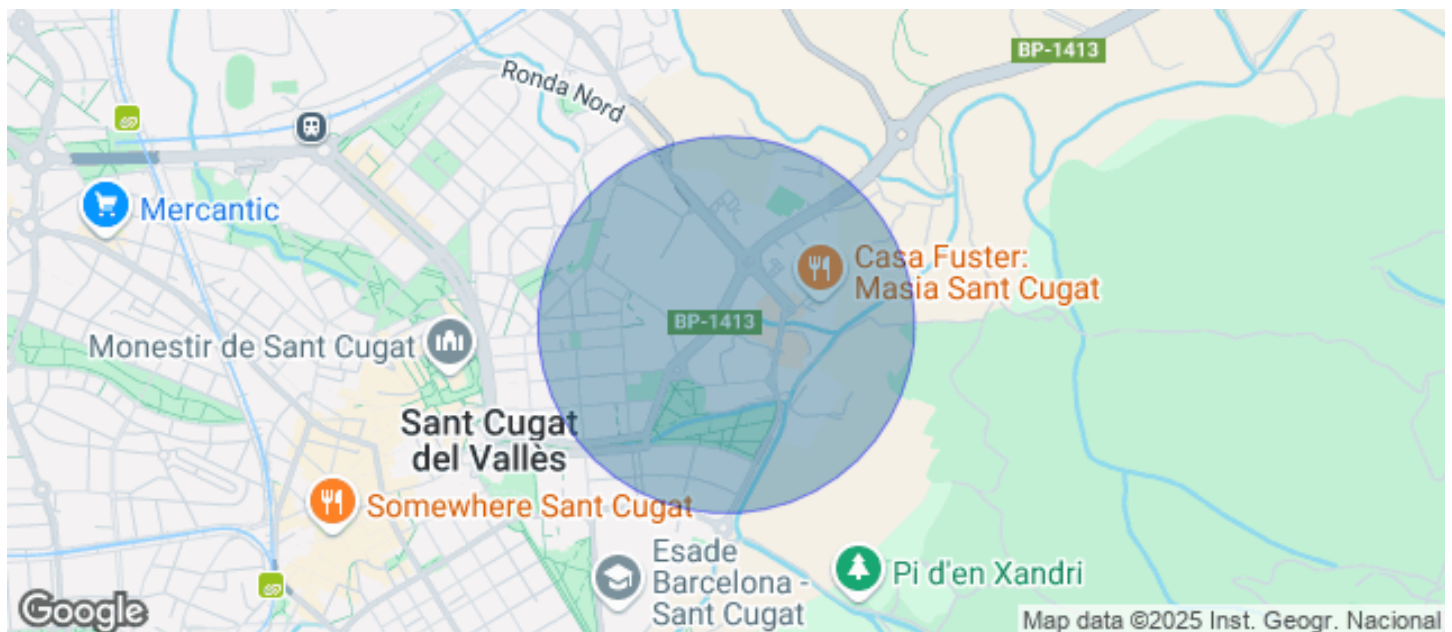 BP-1413
Ronda Nord
Mercantic
Casa Fuster:
Masia Sant Cugat
BP-1413
Monestir de Sant Cugat
Sant Cugat
del Vallès
Somewhere Sant Cugat
Esade
Barcelona -
Sant Cugat
Pi d'en Xandri
Google
Map data ©2025 Inst. Geogr. Nacional